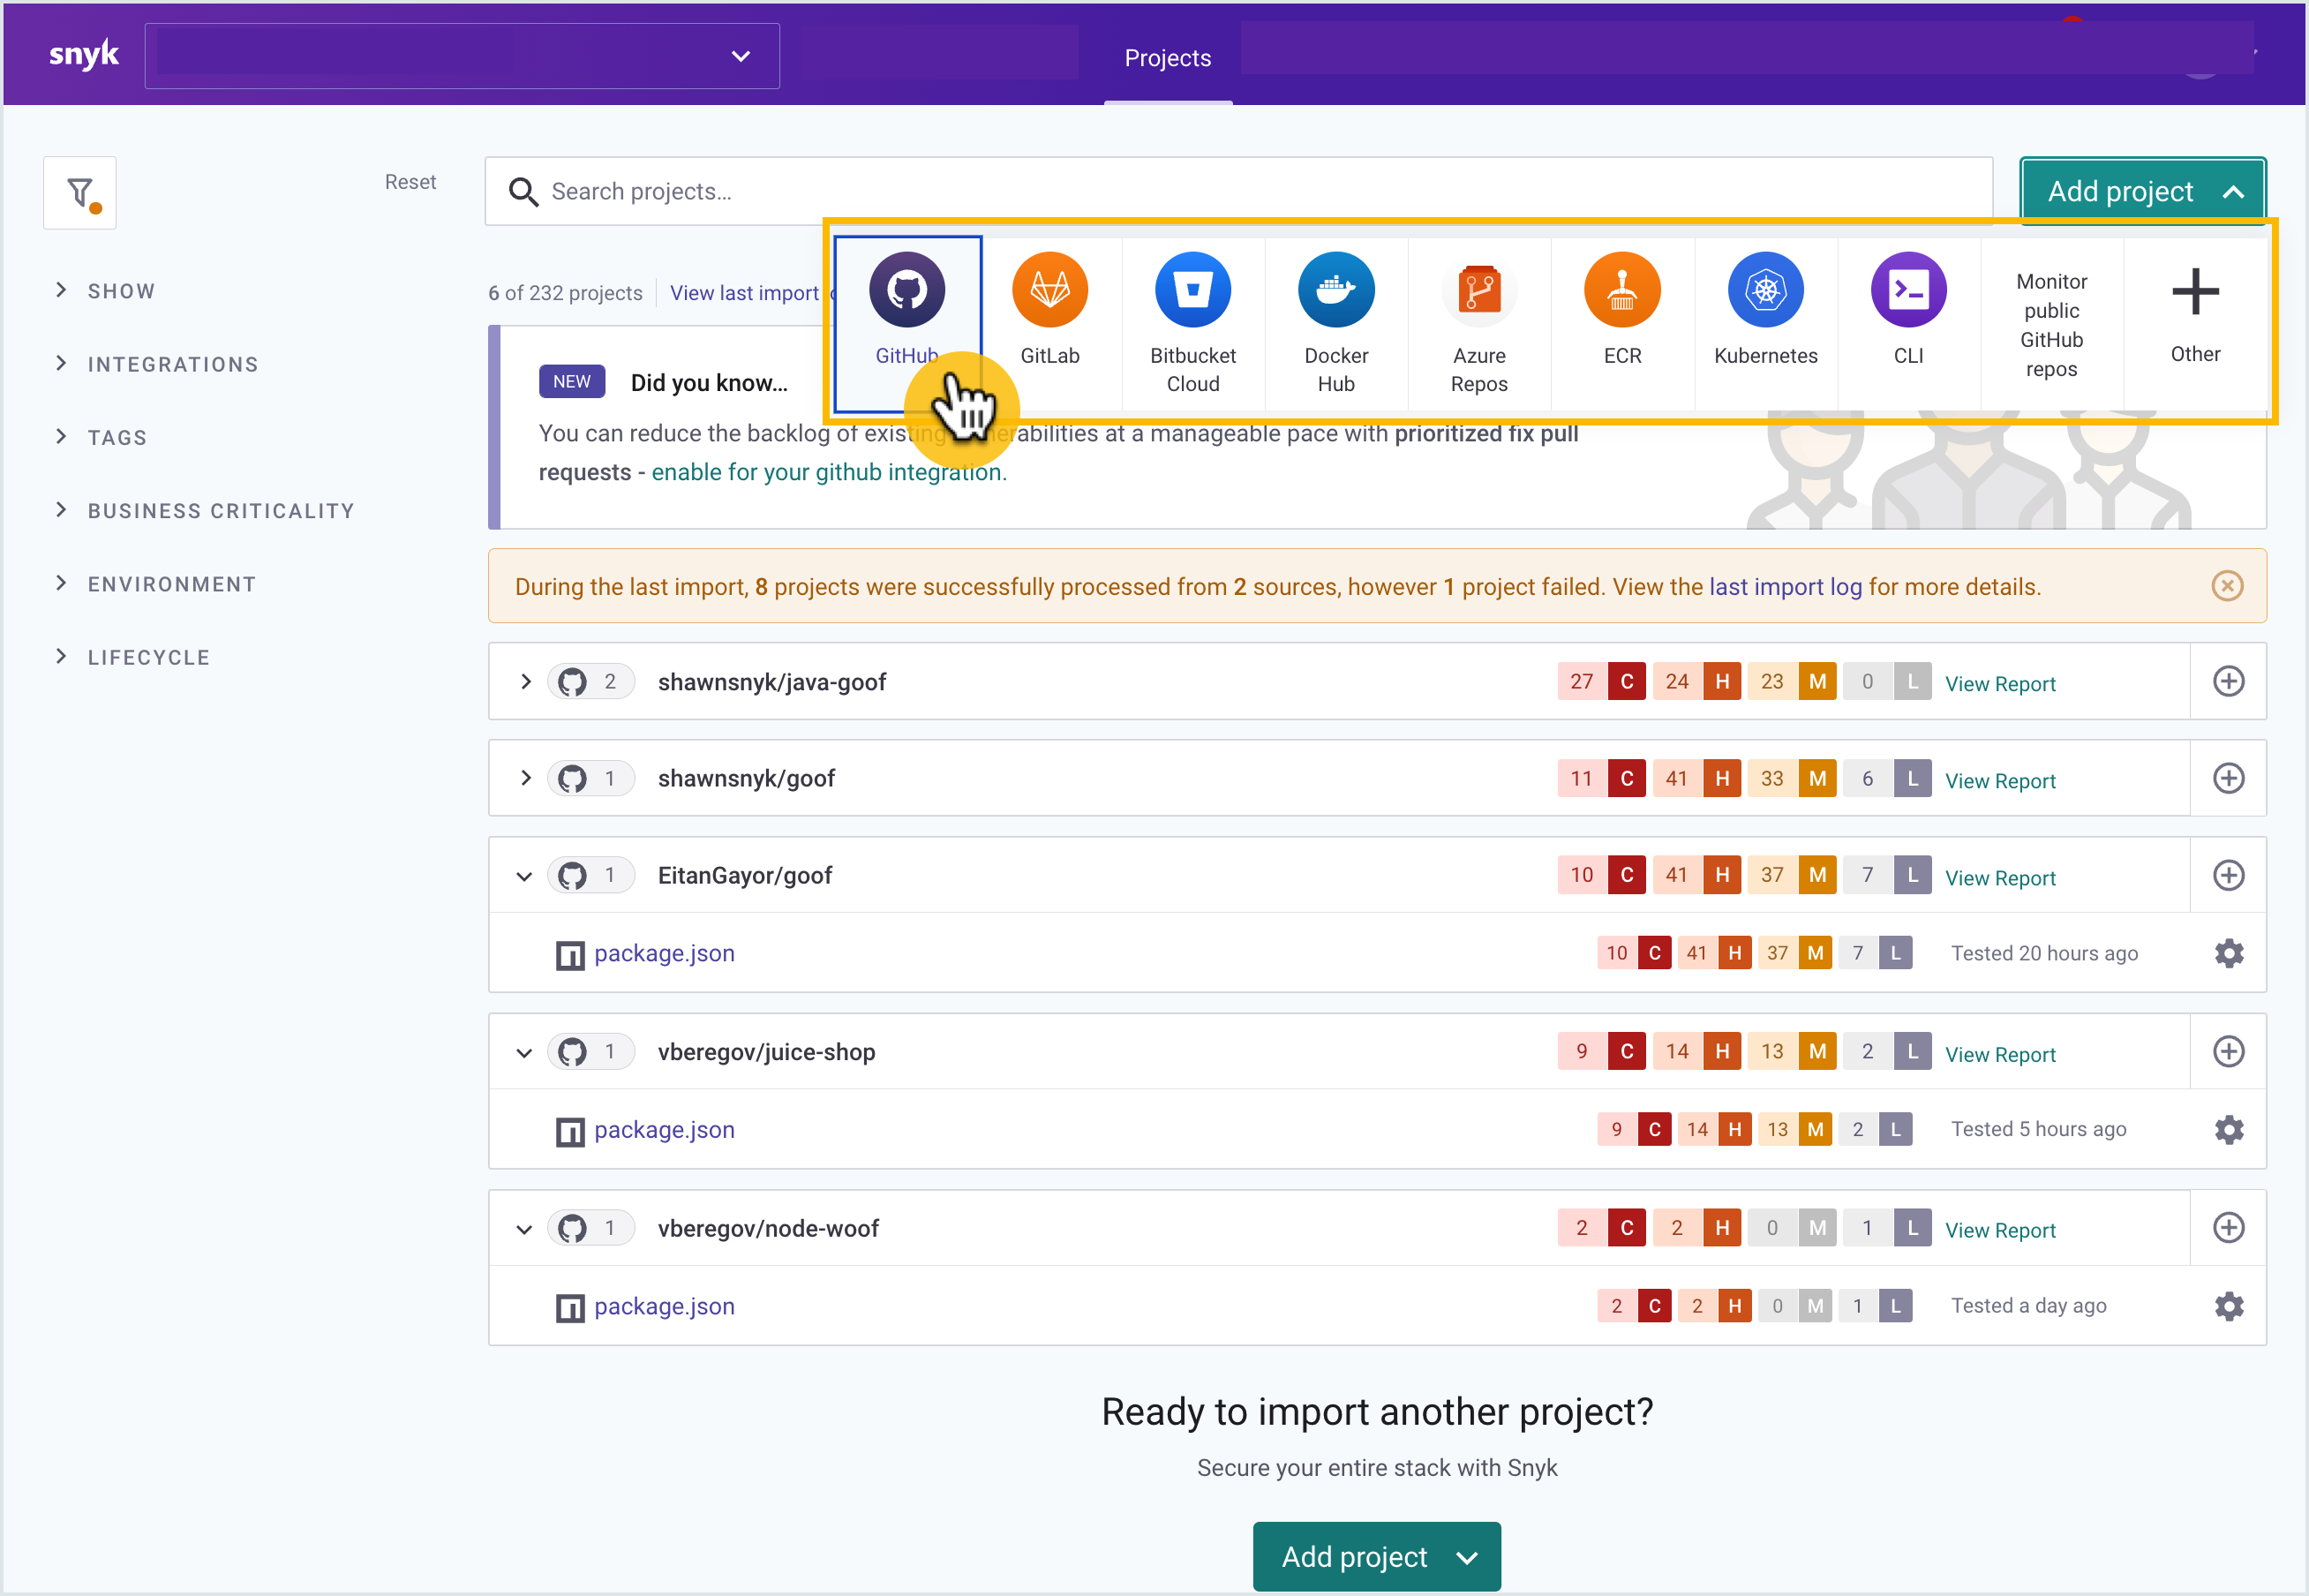 snyk
Projects
Reset
Search projects...
Add project
GitHub
GitLab
Bitbucket
Cloud
Docker
Hub
Azure
Repos
ECR
Kubernetes
CLI
Monitor
public
GitHub
repos
Other
SHOW
INTEGRATIONS
TAGS
BUSINESS CRITICALITY
ENVIRONMENT
LIFECYCLE
6 of 232 projects View last import
NEW Did you know...
You can reduce the backlog of existing vulnerabilities at a manageable pace with prioritized fix pull
requests - enable for your github integration.
During the last import, 8 projects were successfully processed from 2 sources, however 1 project failed. View the last import log for more details.
2 shawnsnyk/java-goof 27 C 24 H 23 M 0 L View Report
1 shawnsnyk/goof 11 C 41 H 33 M 6 L View Report
1 EitanGayor/goof 10 C 41 H 37 M 7 L View Report
package.json 10 C 41 H 37 M 7 L Tested 20 hours ago
1 vberegov/juice-shop 9 C 14 H 13 M 2 L View Report
package.json 9 C 14 H 13 M 2 L Tested 5 hours ago
1 vberegov/node-woof 2 C 2 H 0 M 1 L View Report
package.json 2 C 2 H 0 M 1 L Tested a day ago
Ready to import another project?
Secure your entire stack with Snyk
Add project